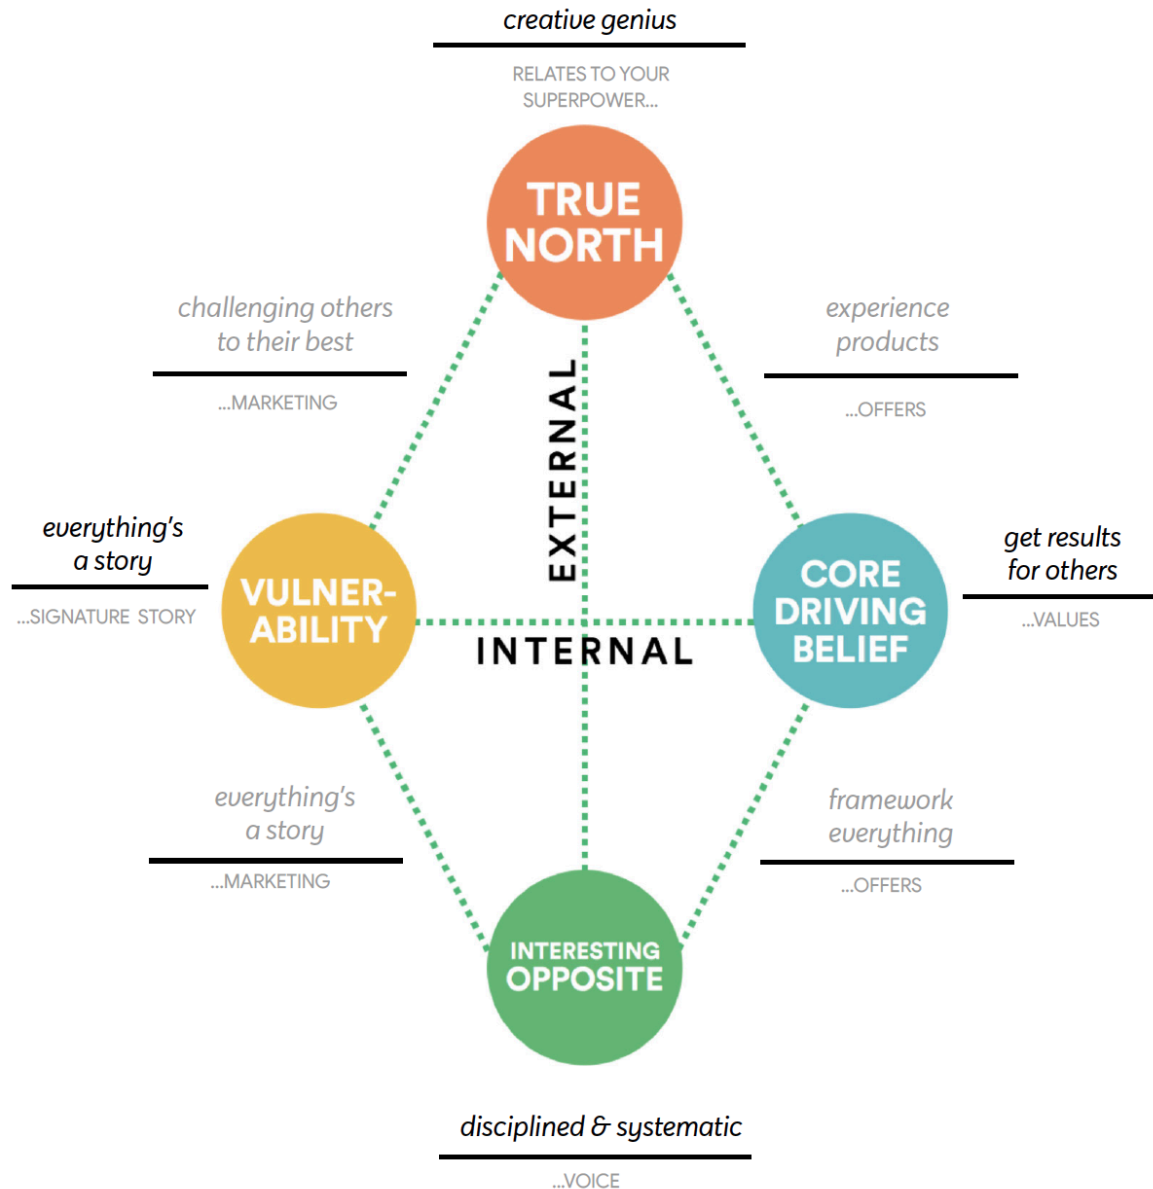 creative genius
RELATES TO YOUR
SUPERPOWER...
TRUE
NORTH
challenging others
to their best
...MARKETING
experience
products
...OFFERS
EXTERNAL
everything's
a story
...SIGNATURE STORY
VULNER-
ABILITY
INTERNAL
CORE
DRIVING
BELIEF
get results
for others
...VALUES
everything's
a story
...MARKETING
framework
everything
...OFFERS
INTERESTING
OPPOSITE
disciplined & systematic
...VOICE